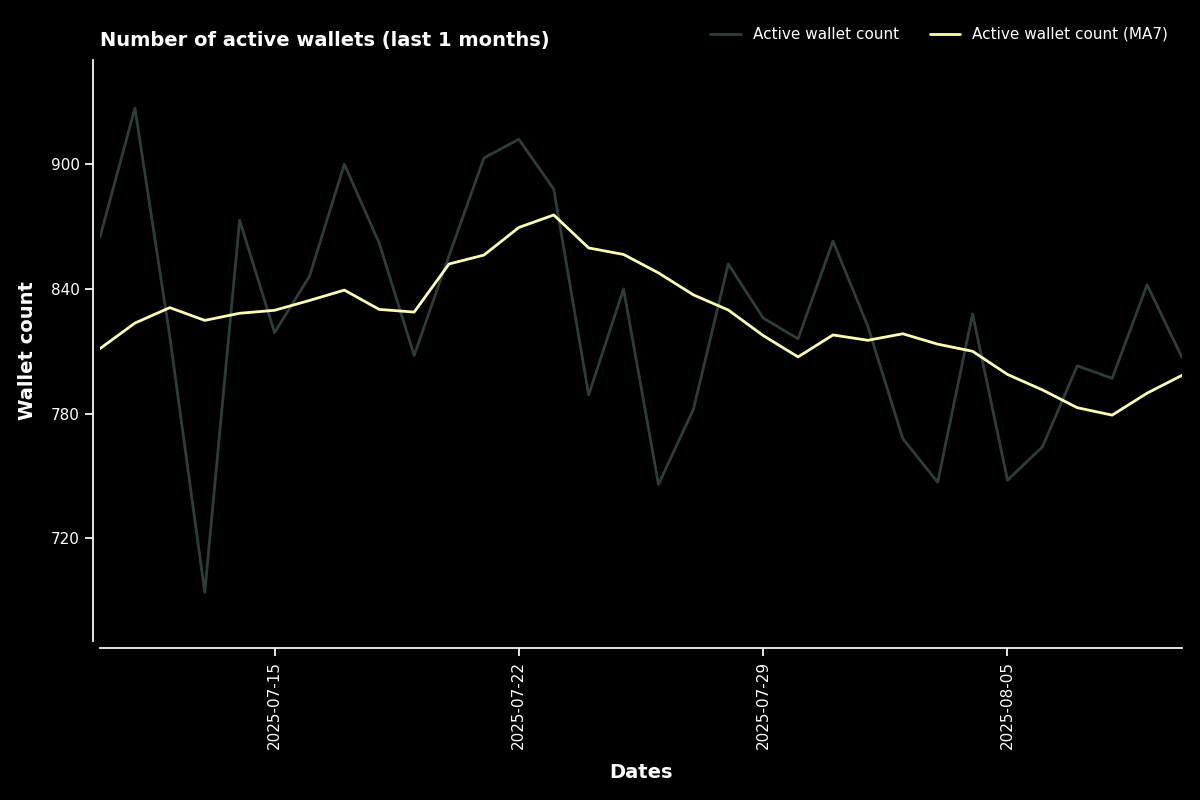 Number of active wallets (last 1 months)
Active wallet count
Active wallet count (MA7)
Wallet count
900
840
780
720
2025-07-15
2025-07-22
2025-07-29
2025-08-05
Dates